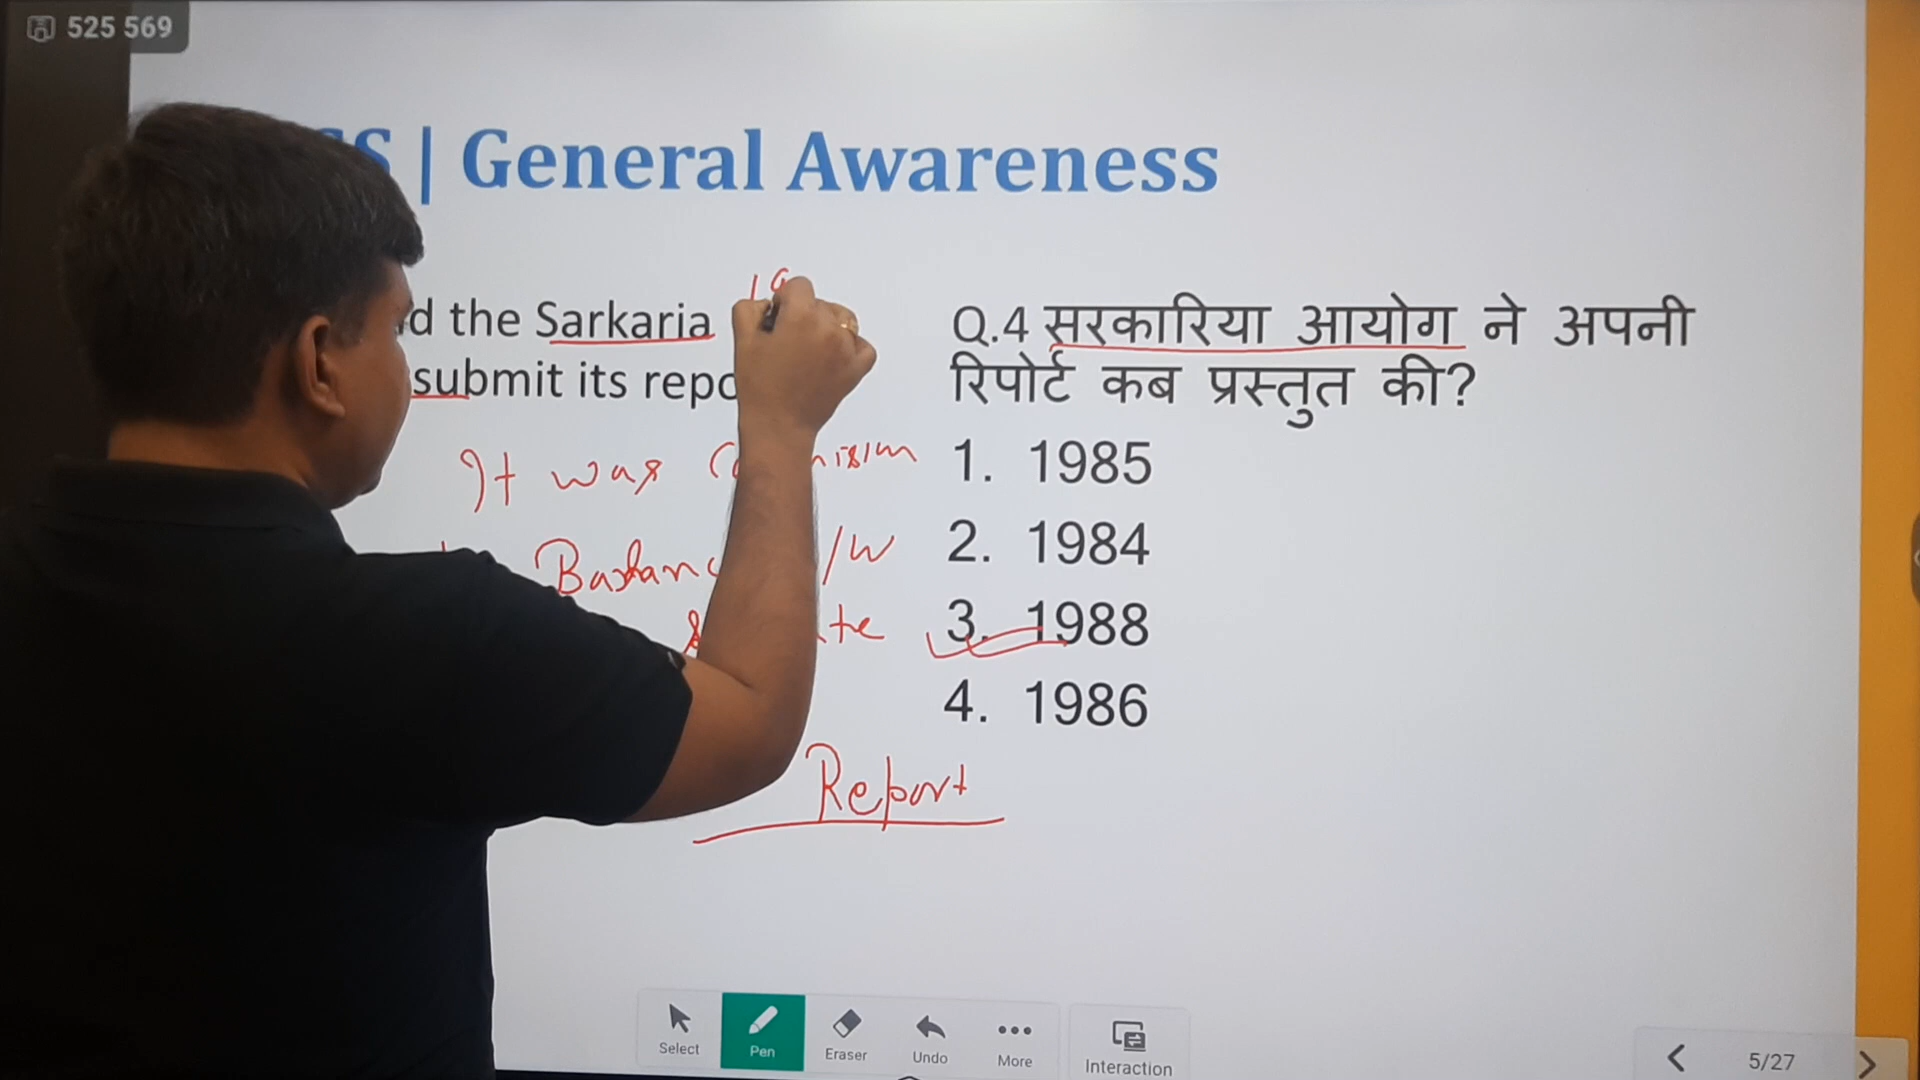 525 569
| General Awareness
d the Sarkaria
submit its repo
It was
/w
Report
Q.4 सरकारिया आयोग ने अपनी
रिपोर्ट कब प्रस्तुत की?
1. 1985
2. 1984
3. 1988
4. 1986
Select
Pen
Eraser
Undo
More
Interaction
5/27